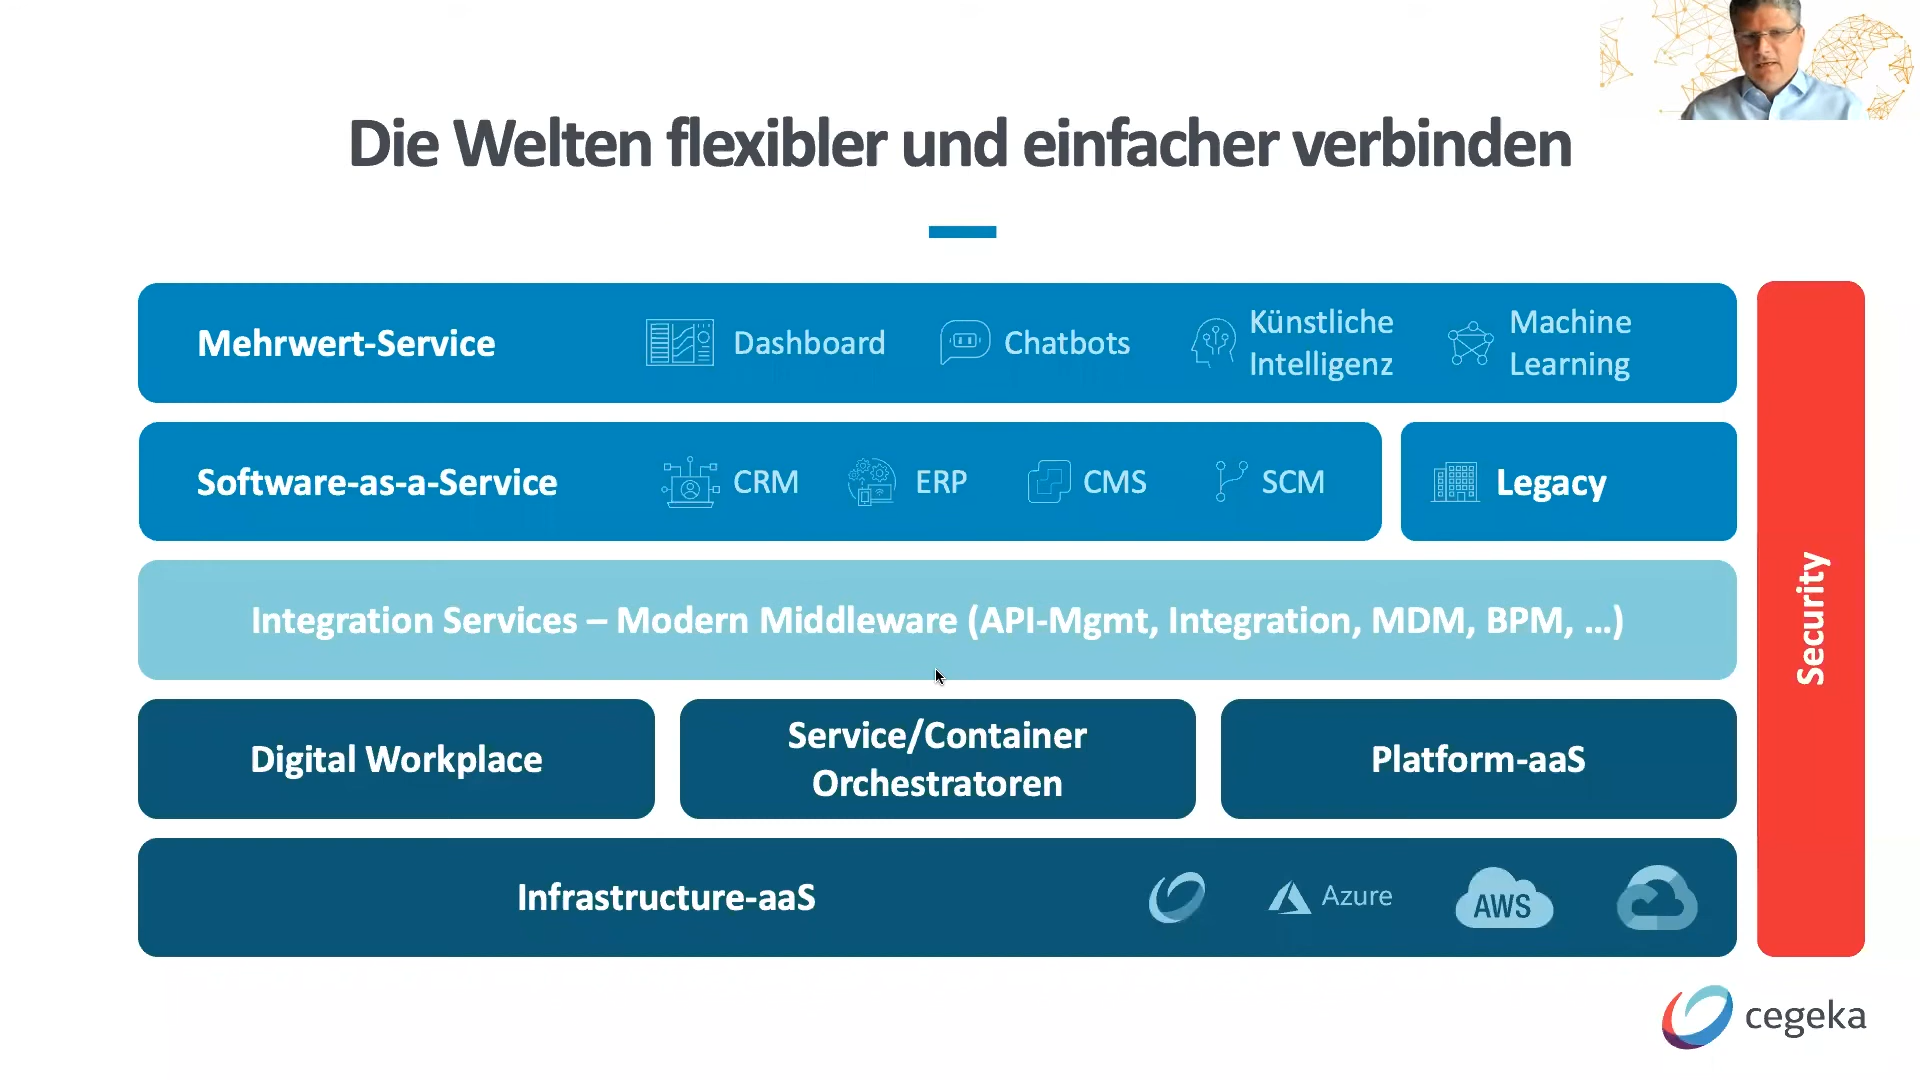 Die Welten flexibler und einfacher verbinden
Mehrwert-Service
Dashboard
Chatbots
Künstliche
Intelligenz
Machine
Learning
Software-as-a-Service
CRM
ERP
CMS
SCM
Legacy
Integration Services – Modern Middleware (API-Mgmt, Integration, MDM, BPM, ...)
Digital Workplace
Service/Container
Orchestratoren
Platform-aaS
Infrastructure-aaS
Azure
AWS
Security
cegeka